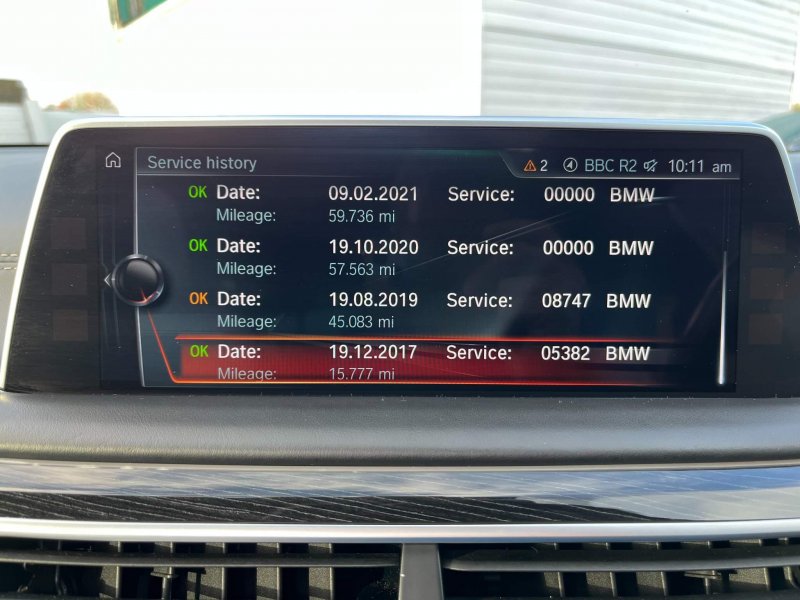 Service history 2 BBC R2 10:11 am
OK Date: 09.02.2021 Service: 00000 BMW
Mileage: 59.736 mi
OK Date: 19.10.2020 Service: 00000 BMW
Mileage: 57.563 mi
OK Date: 19.08.2019 Service: 08747 BMW
Mileage: 45.083 mi
OK Date: 19.12.2017 Service: 05382 BMW
Mileage: 15.777 mi